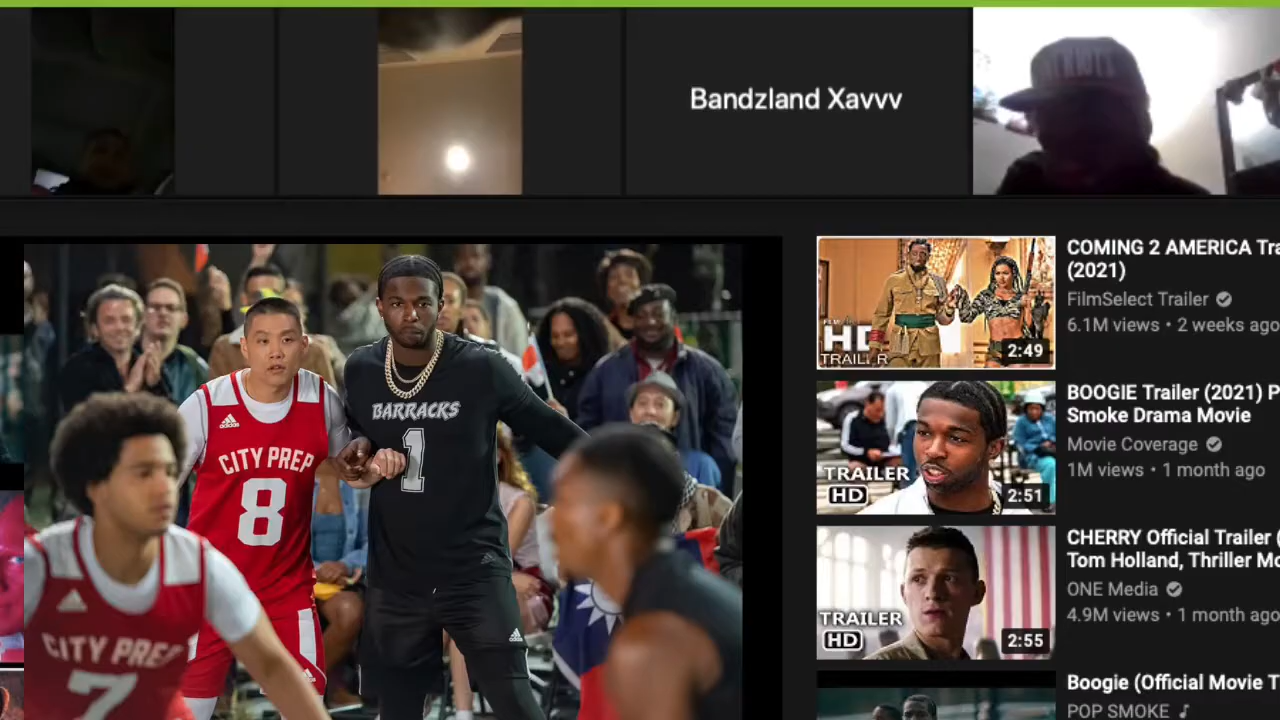 Bandzland Xavvv
COMING 2 AMERICA Tra
(2021)
FilmSelect Trailer
6.1M views • 2 weeks ago
HD
TRAILER
2:49
BOOGIE Trailer (2021) P
Smoke Drama Movie
Movie Coverage
1M views • 1 month ago
TRAILER
HD
2:51
CHERRY Official Trailer (
Tom Holland, Thriller Mo
ONE Media
4.9M views • 1 month ago
TRAILER
HD
2:55
Boogie (Official Movie T
POP SMOKE
BARRACKS
1
adidas
CITY PREP
8
CITY PREP
7